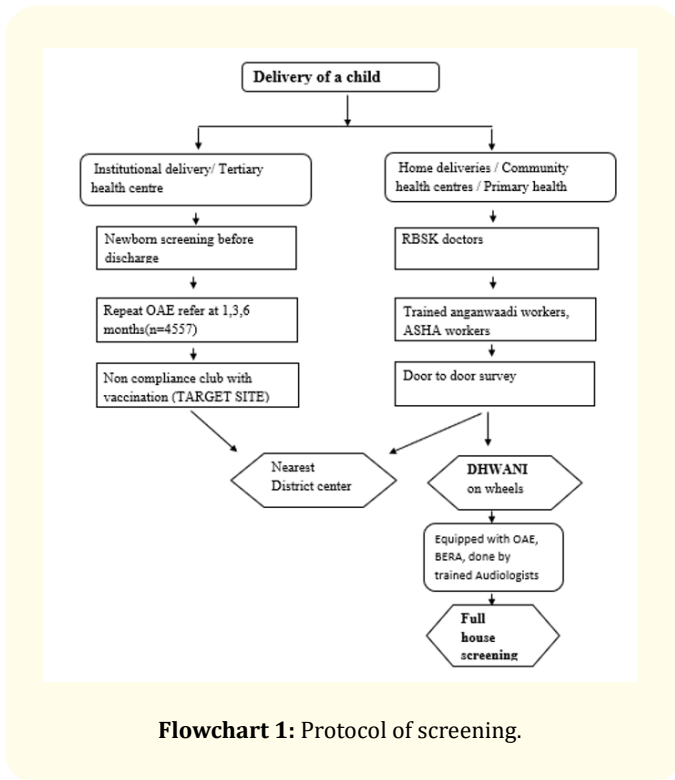 Delivery of a child
Institutional delivery/ Tertiary
health centre
Home deliveries / Community
health centres / Primary health
Newborn screening before
discharge
RBSK doctors
Repeat OAE refer at 1,3,6
months(n=4557)
Trained anganwaadi workers,
ASHA workers
Non compliance club with
vaccination (TARGET SITE)
Door to door survey
Nearest
District center
DHWANI
on wheels
Equipped with OAE,
BERA, done by
trained Audiologists
Full
house
screening
Flowchart 1: Protocol of screening.